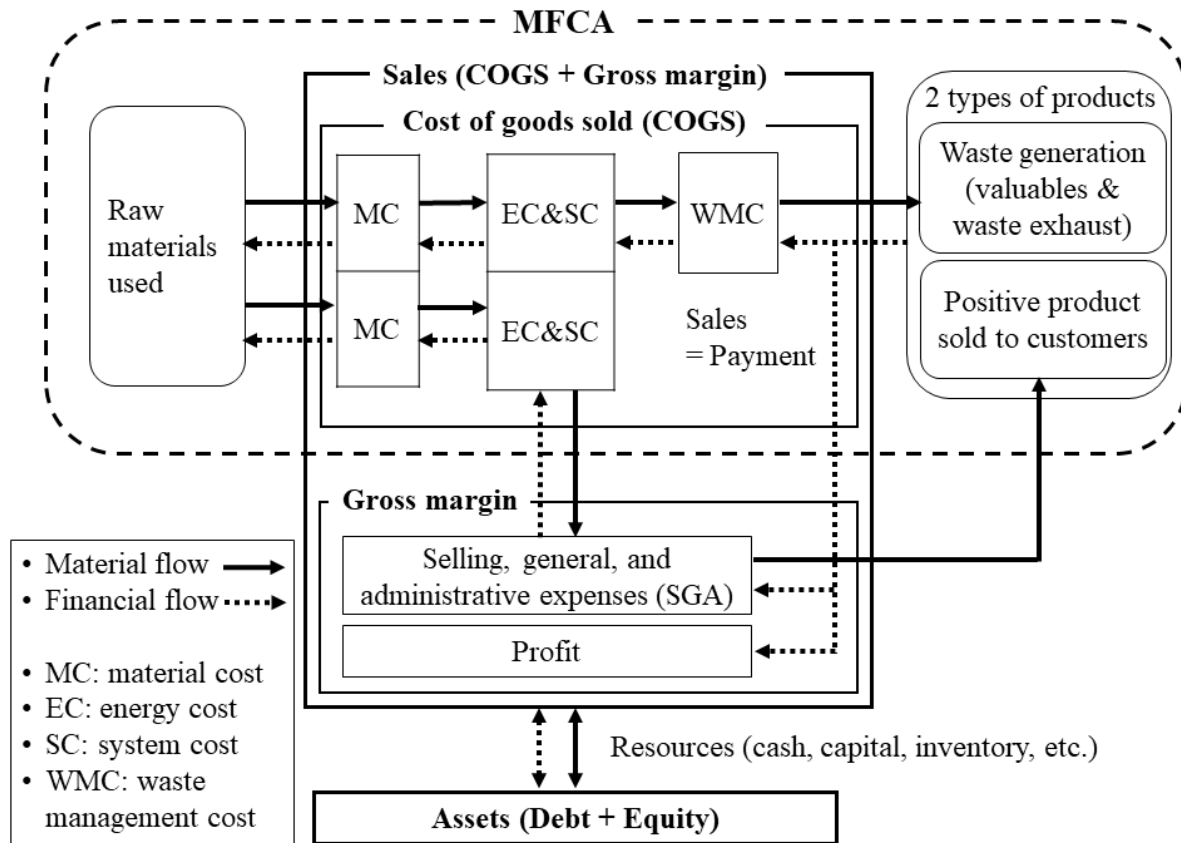 MFCA
Sales (COGS + Gross margin)
Cost of goods sold (COGS)
2 types of products
Raw
materials
used
MC
EC&SC
WMC
Waste generation
(valuables &
waste exhaust)
MC
EC&SC
Sales
= Payment
Positive product
sold to customers
Gross margin
Selling, general, and
administrative expenses (SGA)
Profit
• Material flow
• Financial flow
• MC: material cost
• EC: energy cost
• SC: system cost
• WMC: waste
management cost
Resources (cash, capital, inventory, etc.)
Assets (Debt + Equity)